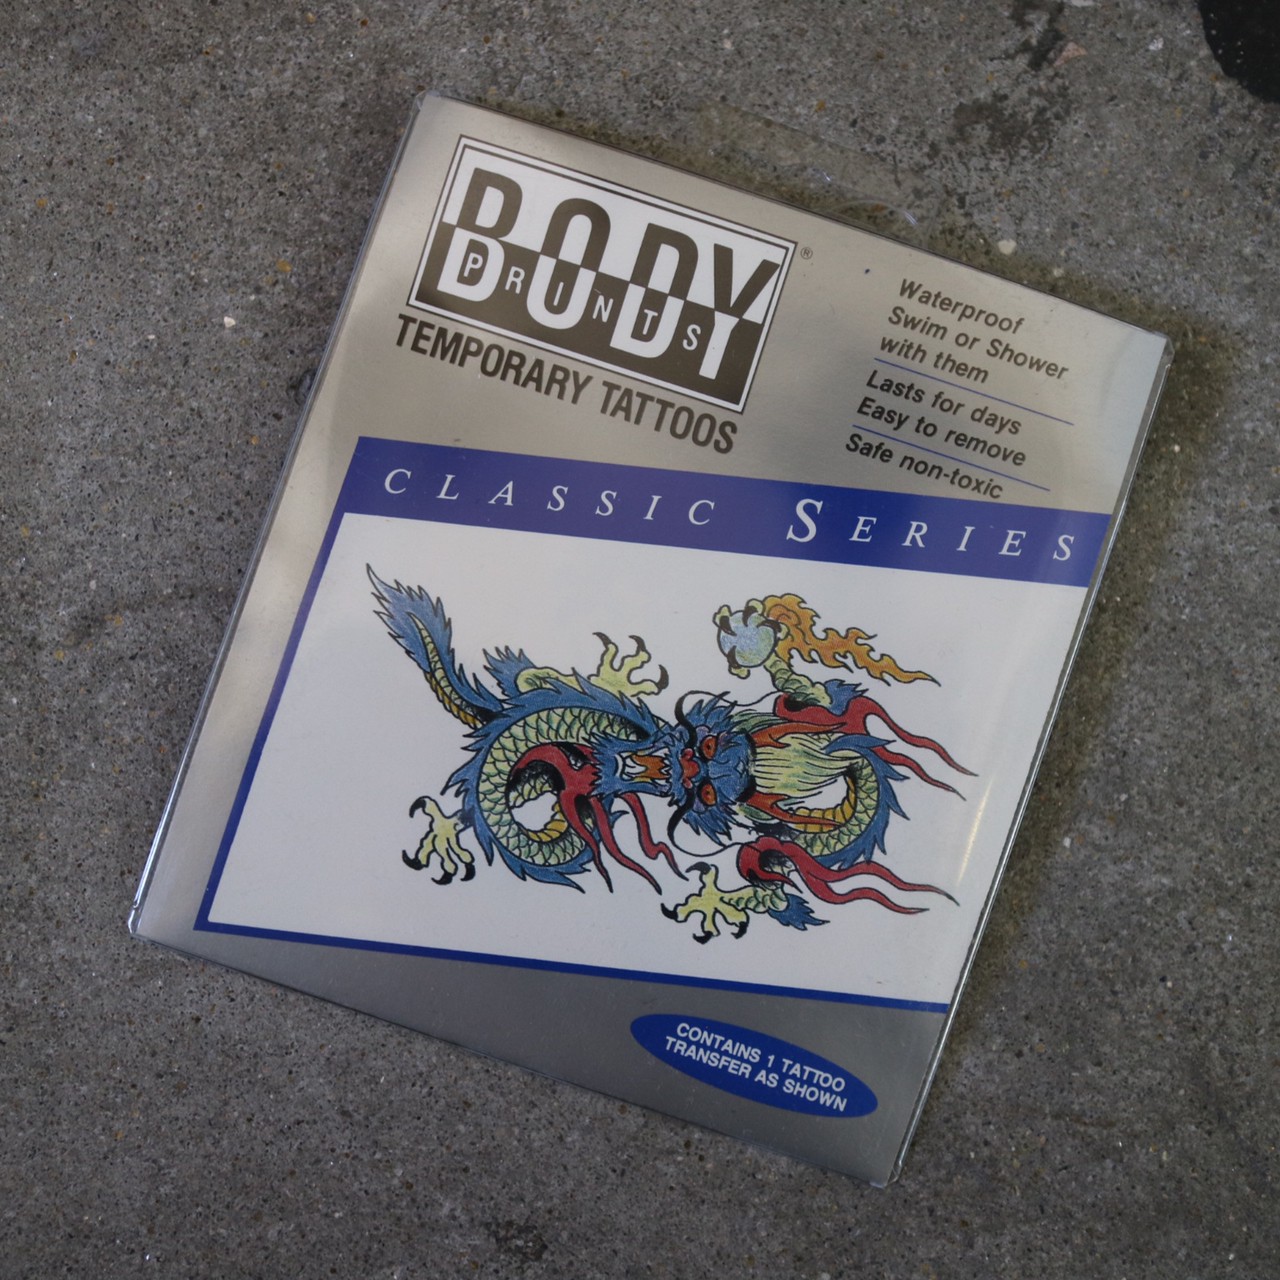 BODY
PRINTS
®
TEMPORARY TATTOOS
Waterproof
Swim or Shower
with them
Lasts for days
Easy to remove
Safe non-toxic
CLASSIC SERIES
CONTAINS 1 TATTOO
TRANSFER AS SHOWN